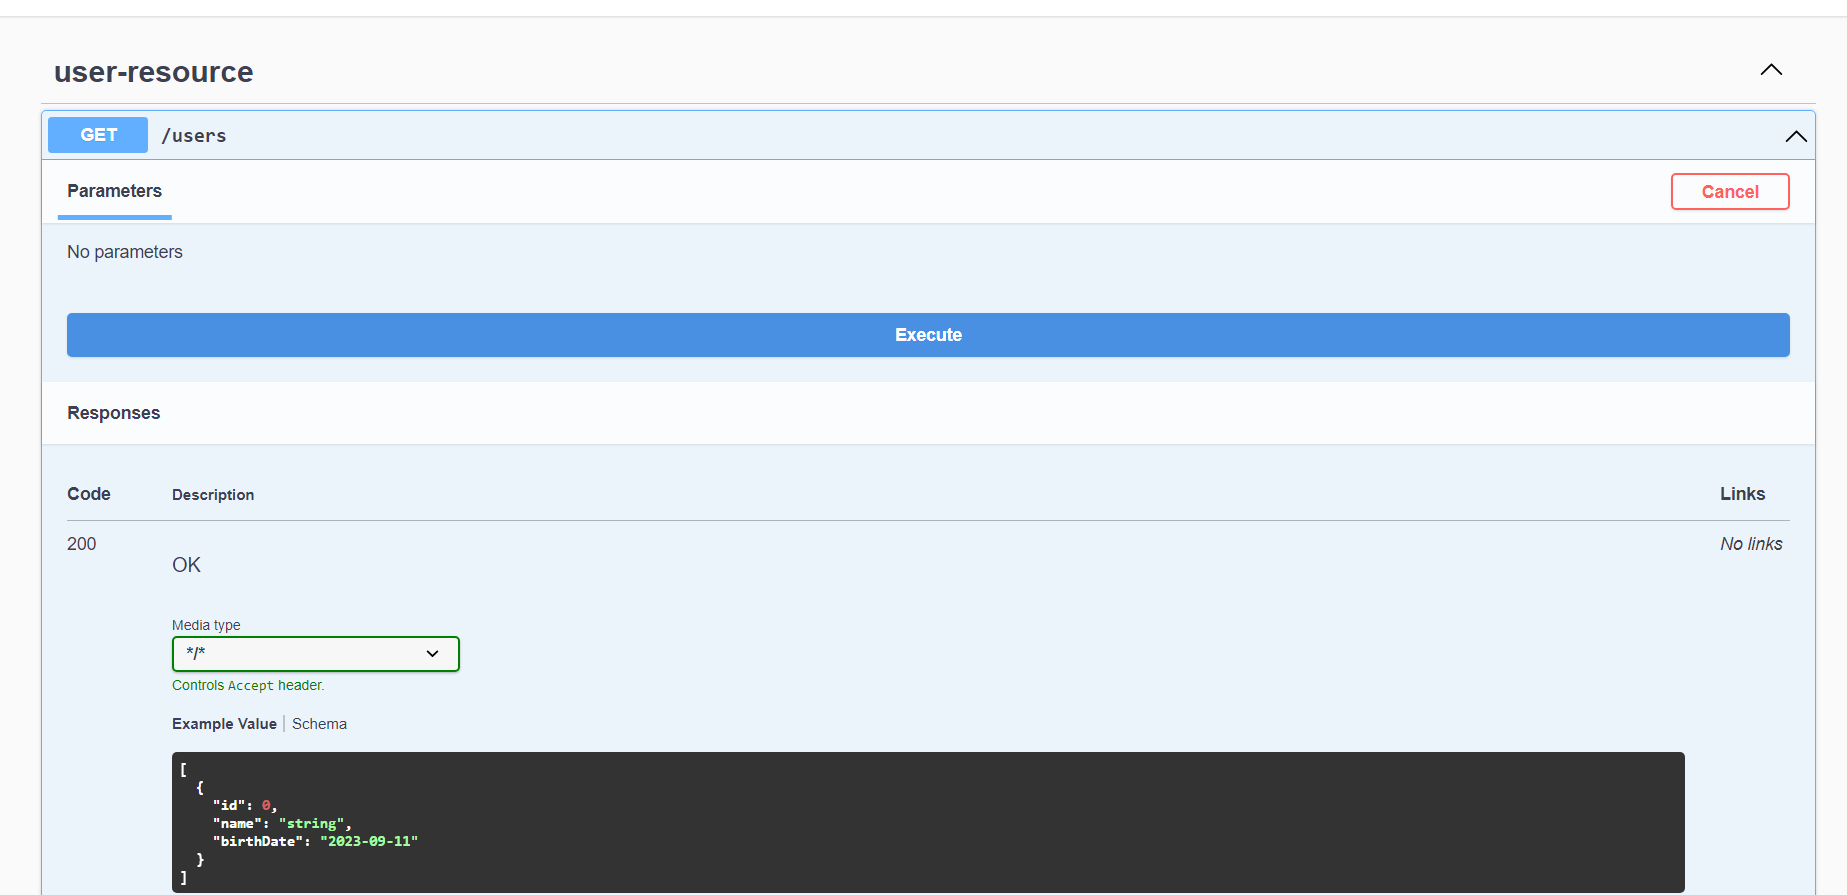 user-resource
GET /users
Parameters Cancel
No parameters
Execute
Responses
Code Description Links
200 No links
OK
Media type
*/*
Controls Accept header.
Example Value Schema
[
  {
    "id": 0,
    "name": "string",
    "birthDate": "2023-09-11"
  }
]